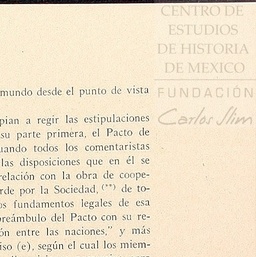 CENTRO DE
ESTUDIOS
DE HISTORIA
DE MEXICO
FUNDACIÓN
Carlos Slim
mundo desde el punto de vista
pian a regir las estipulaciones
su parte primera, el Pacto de
uando todos los comentaristas
las disposiciones que en él se
relación con la obra de coope-
rde por la Sociedad, (**) de to-
os fundamentos legales de esa
preámbulo del Pacto con su re-
ón entre las naciones," y más
iso (e), según el cual los miem-